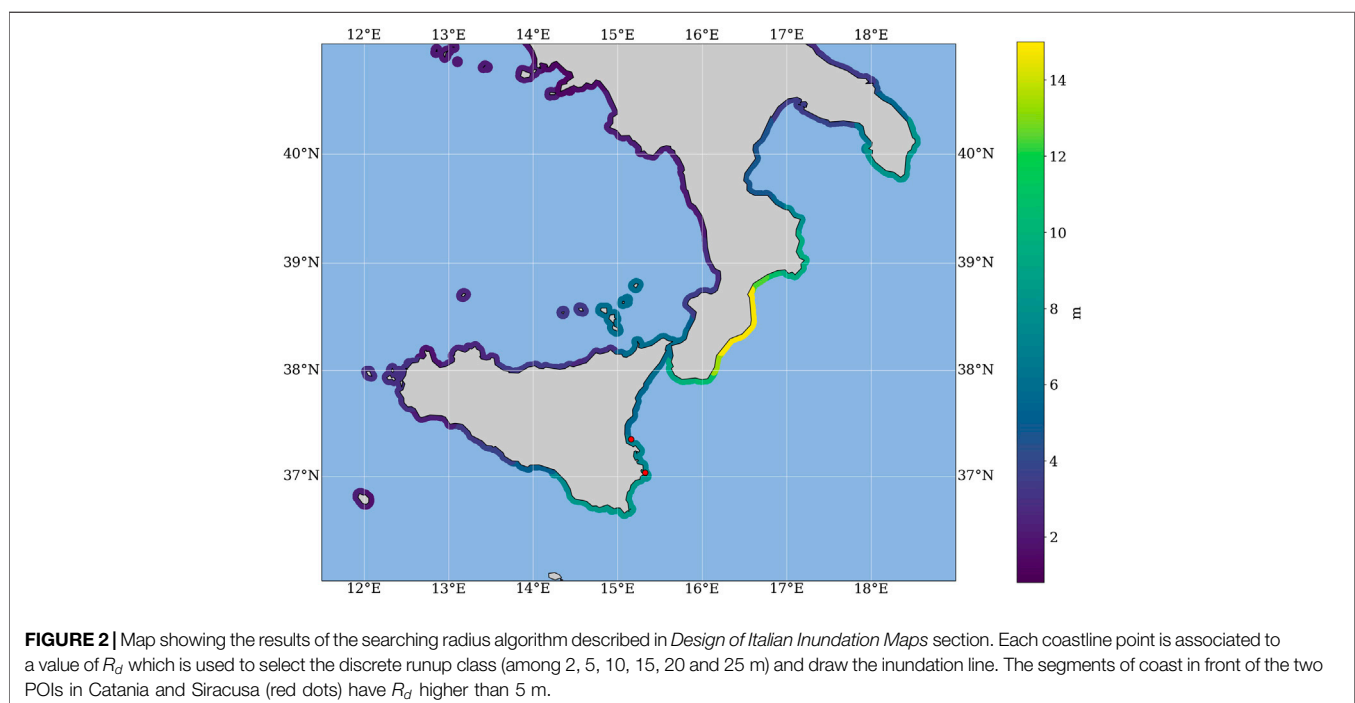 12°E 13°E 14°E 15°E 16°E 17°E 18°E
14
40°N 40°N
12
10
39°N 39°N
8
m
38°N 38°N
6
4
37°N 37°N
2
12°E 13°E 14°E 15°E 16°E 17°E 18°E
FIGURE 2 | Map showing the results of the searching radius algorithm described in Design of Italian Inundation Maps section. Each coastline point is associated to
a value of Rd which is used to select the discrete runup class (among 2, 5, 10, 15, 20 and 25 m) and draw the inundation line. The segments of coast in front of the two
POIs in Catania and Siracusa (red dots) have Rd higher than 5 m.